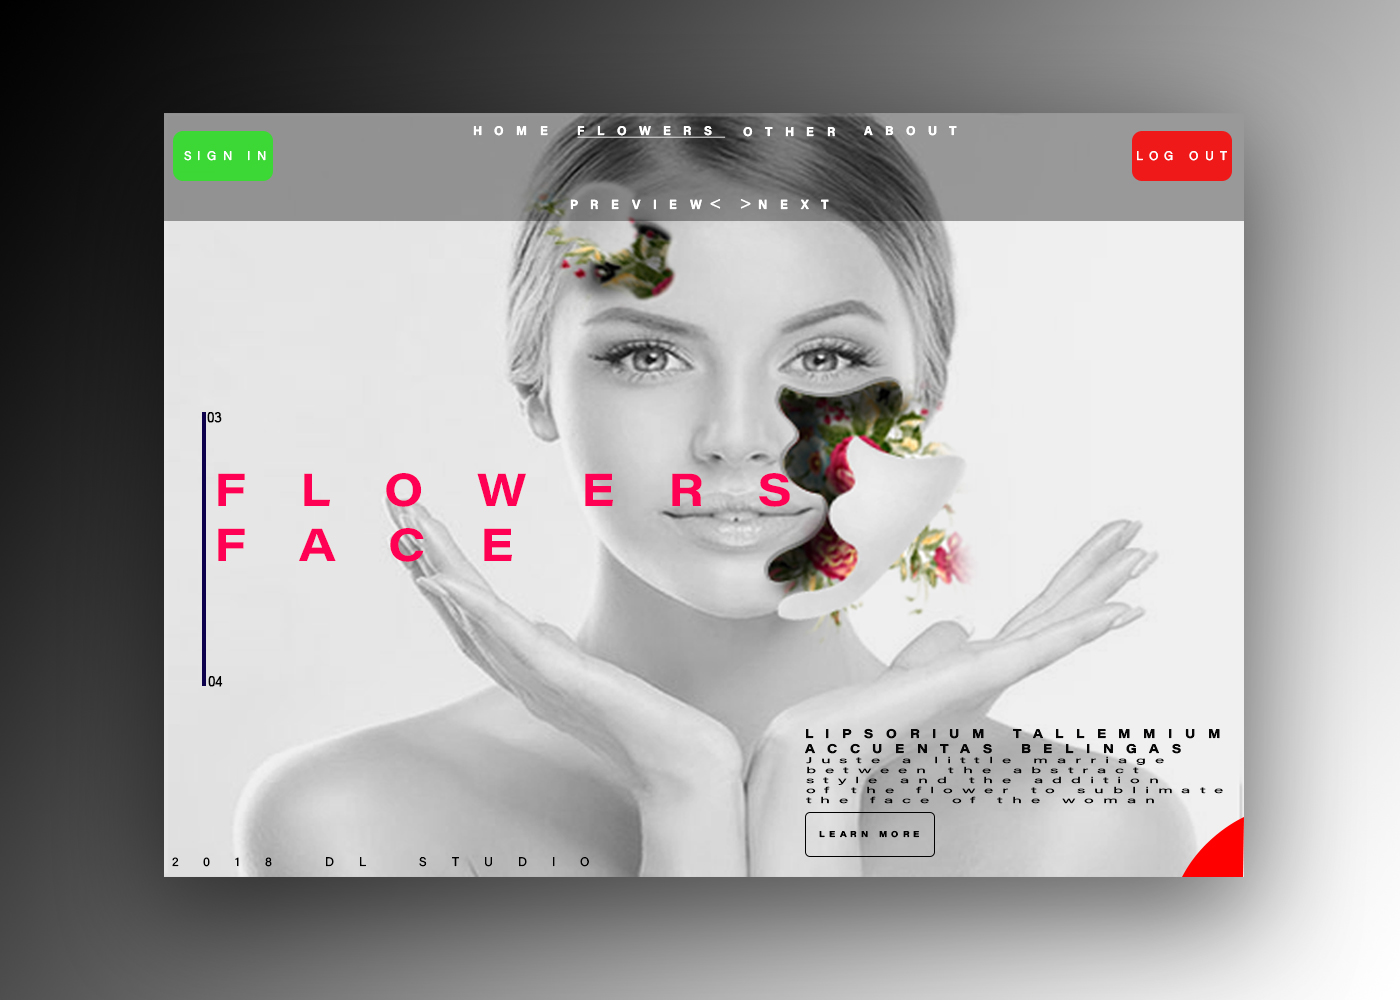 HOME FLOWERS OTHER ABOUT
SIGN IN
LOG OUT
PREVIEW< >NEXT
03
FLOWERS
FACE
04
LIPSORIUM TALLEMMIUM
ACCUENTAS BELINGAS
Juste a little marriage
between the abstract
style and the addition
of the flower to sublimate
the face of the woman
LEARN MORE
2018 DL STUDIO